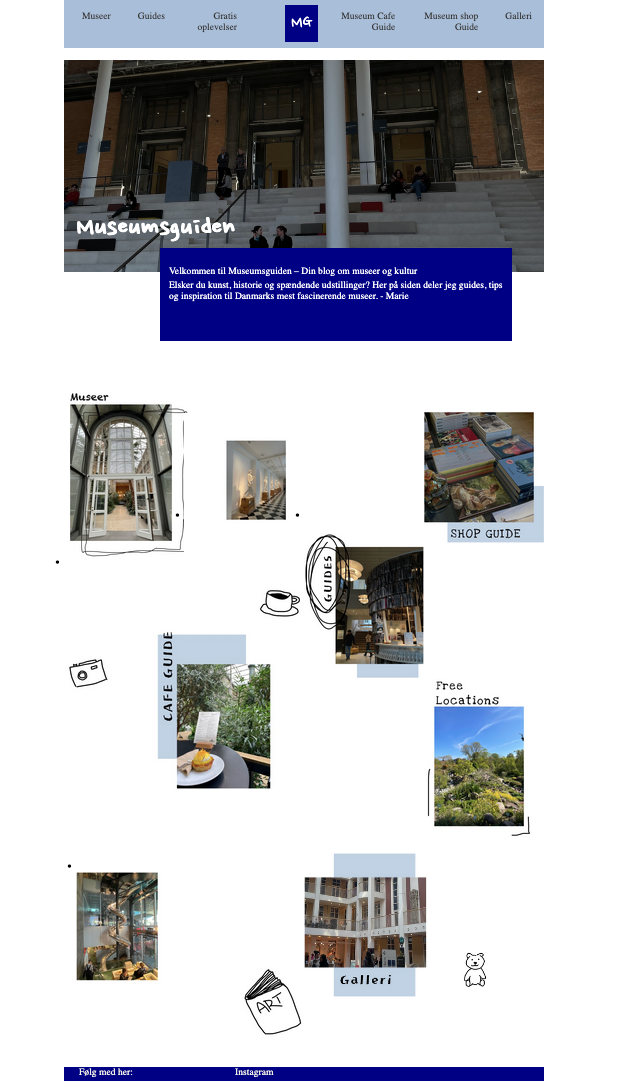 Museer
Guides
Gratis
oplevelser
MG
Museum Cafe
Guide
Museum shop
Guide
Galleri
Museumsguiden
Velkommen til Museumsguiden – Din blog om museer og kultur
Elsker du kunst, historie og spændende udstillinger? Her på siden deler jeg guides, tips
og inspiration til Danmarks mest fascinerende museer. - Marie
Museer
SHOP GUIDE
GUIDES
CAFE GUIDE
Free
Locations
Galleri
ART
Følg med her:
Instagram